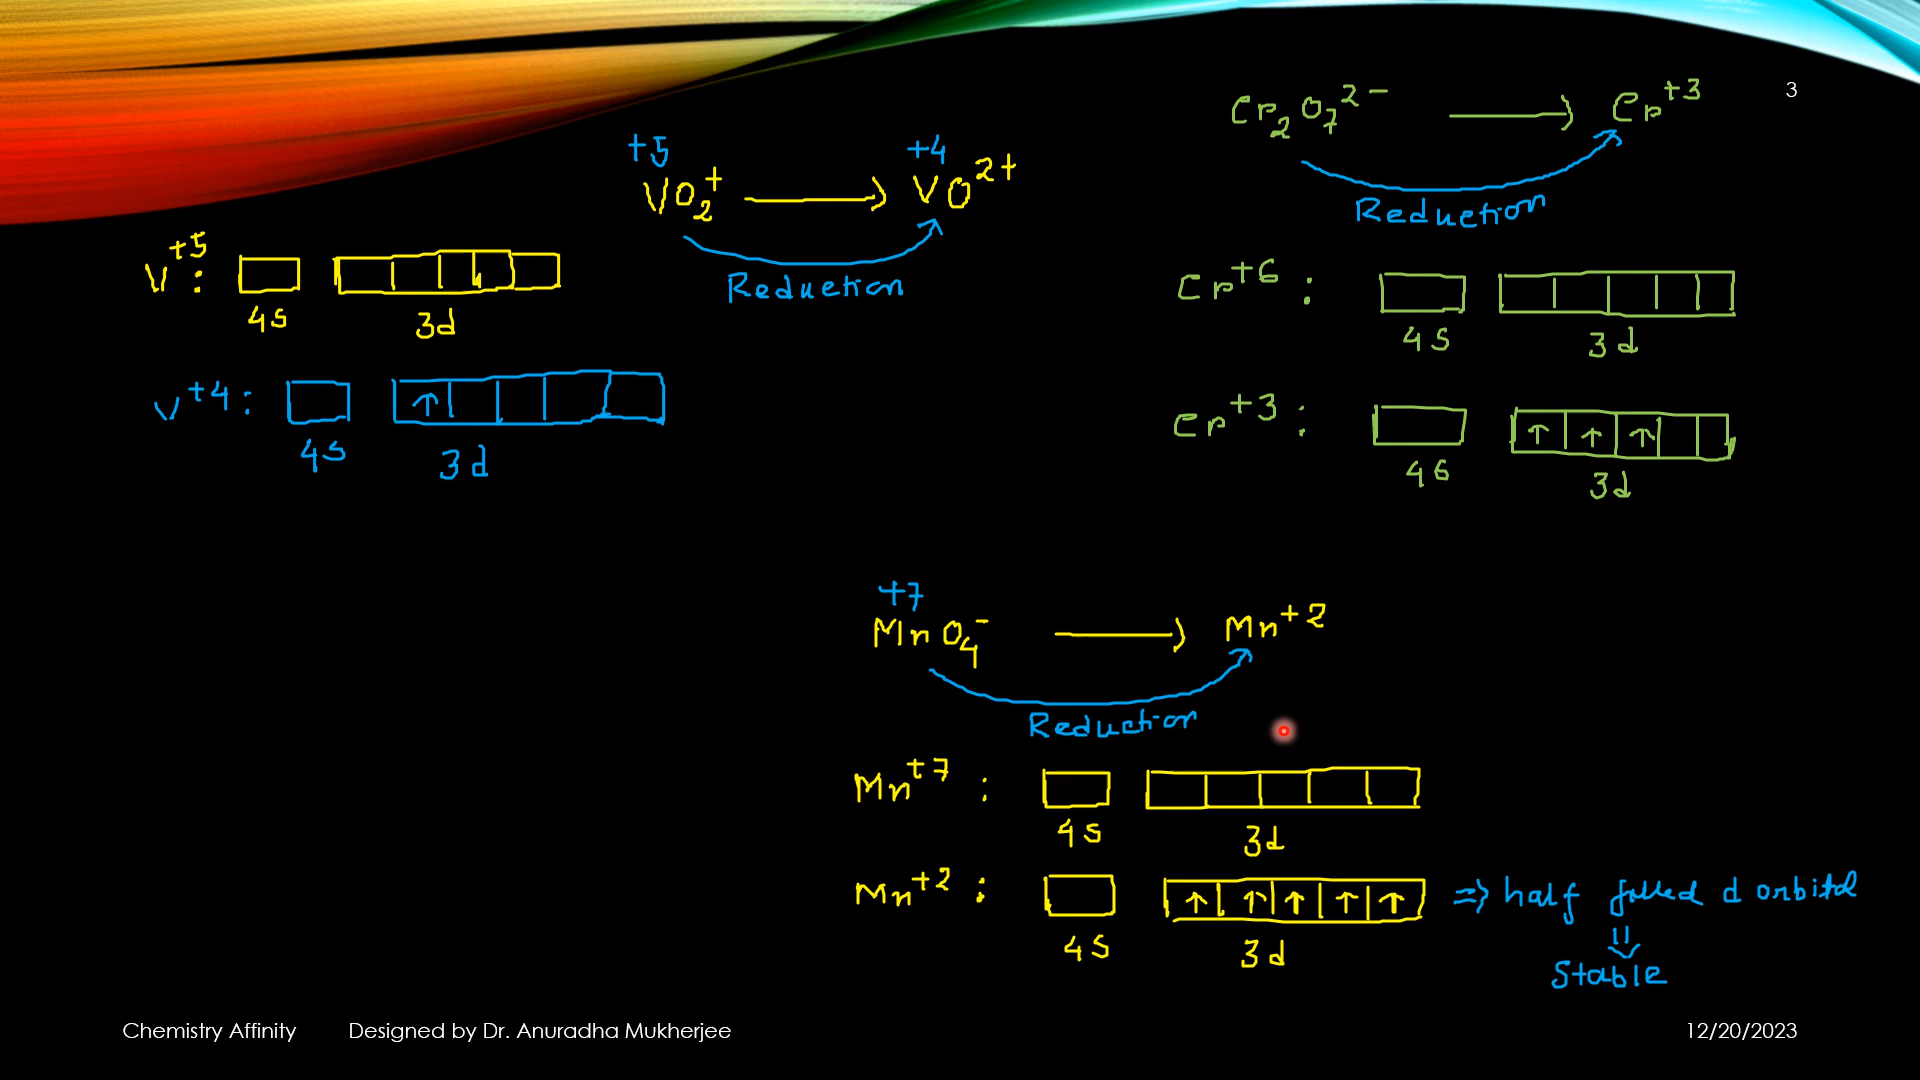 3
Cr₂O₇²⁻ ⟶ Cr⁺³
Reduction
+5 +4
VO₂⁺ ⟶ VO²⁺
Reduction
V⁺⁵ :
4s 3d
V⁺⁴ :
4s 3d
Cr⁺⁶ :
4s 3d
Cr⁺³ :
↑ ↑ ↑
4s 3d
+7
MnO₄⁻ ⟶ Mn⁺²
Reduction
Mn⁺⁷ :
4s 3d
Mn⁺² : ↑ ↑ ↑ ↑ ↑ ⇒ half filled d orbital
4s 3d
⇓
Stable
Chemistry Affinity Designed by Dr. Anuradha Mukherjee 12/20/2023